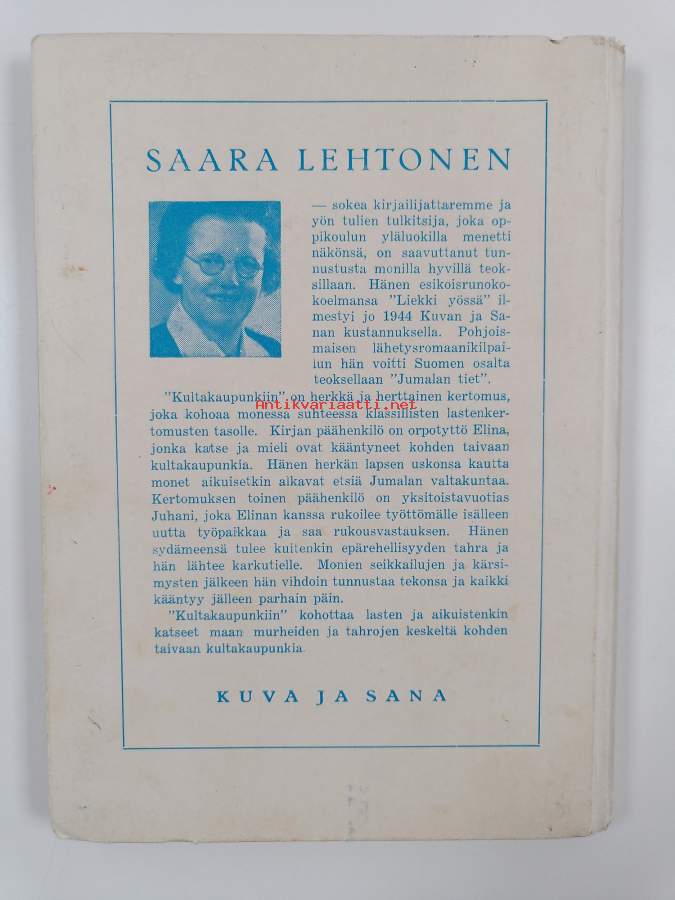 SAARA LEHTONEN
— sokea kirjailijattaremme ja
yön tulien tulkitsija, joka op-
pikoulun yläluokilla menetti
näkönsä, on saavuttanut tun-
nustusta monilla hyvillä teok-
sillaan. Hänen esikoisrunoko-
koelmansa "Liekki yössä" il-
mestyi jo 1944 Kuvan ja Sa-
nan kustannuksella. Pohjois-
maisen lähetysromaanikilpai-
lun hän voitti Suomen osalta
teoksellaan "Jumalan tiet".
"Kultakaupunkiin" on herkkä ja herttainen kertomus,
Antikvariaatti.net
joka kohoaa monessa suhteessa klassillisten lastenker-
tomusten tasolle. Kirjan päähenkilö on orpotyttö Elina,
jonka katse ja mieli ovat kääntyneet kohden taivaan
kultakaupunkia. Hänen herkän lapsen uskonsa kautta
monet aikuisetkin alkavat etsiä Jumalan valtakuntaa.
Kertomuksen toinen päähenkilö on yksitoistavuotias
Juhani, joka Elinan kanssa rukoilee työttömälle isälleen
uutta työpaikkaa ja saa rukousvastauksen. Hänen
sydämeensä tulee kuitenkin epärehellisyyden tahra ja
hän lähtee karkutielle. Monien seikkailujen ja kärsi-
mysten jälkeen hän vihdoin tunnustaa tekonsa ja kaikki
kääntyy jälleen parhain päin.
"Kultakaupunkiin" kohottaa lasten ja aikuistenkin
katseet maan murheiden ja tahrojen keskeltä kohden
taivaan kultakaupunkia.
KUVA JA SANA